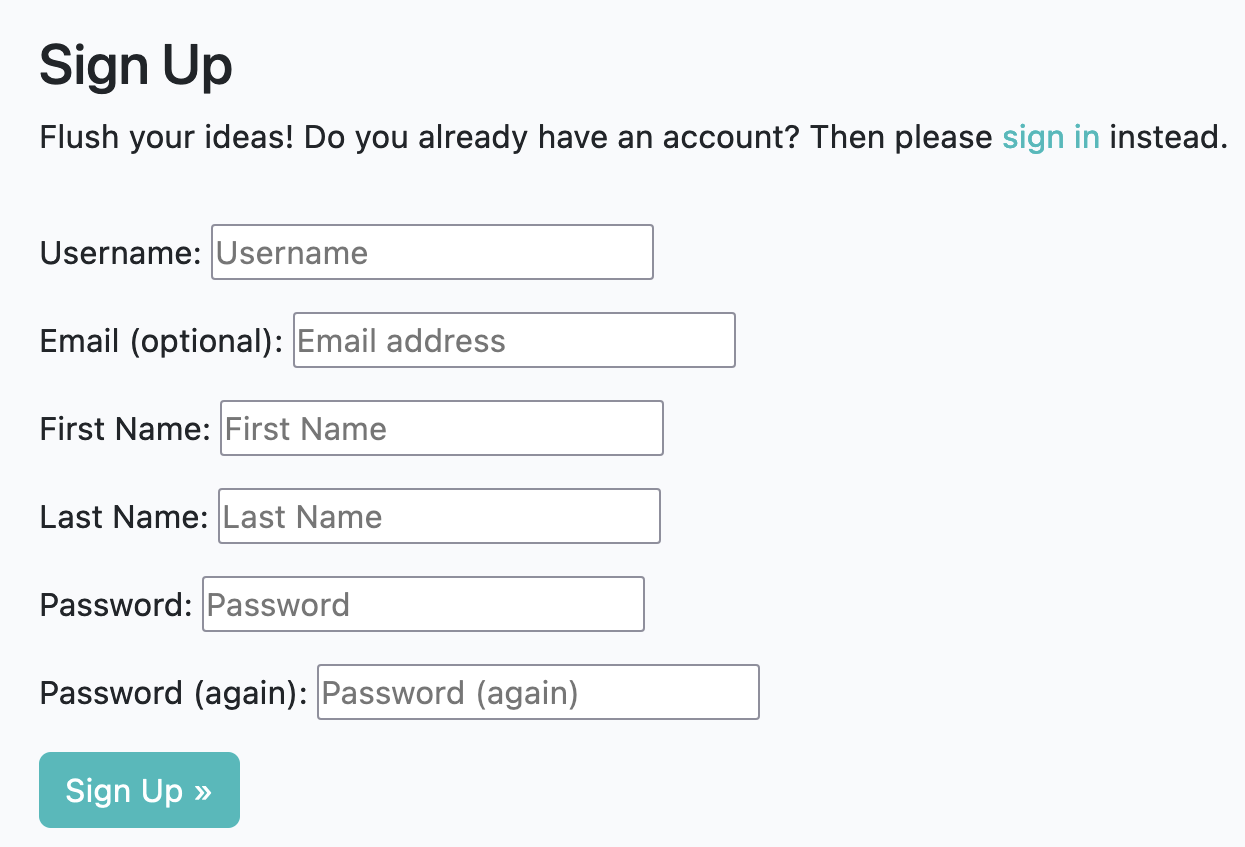 Sign Up
Flush your ideas! Do you already have an account? Then please sign in instead.
Username: Username
Email (optional): Email address
First Name: First Name
Last Name: Last Name
Password: Password
Password (again): Password (again)
Sign Up »